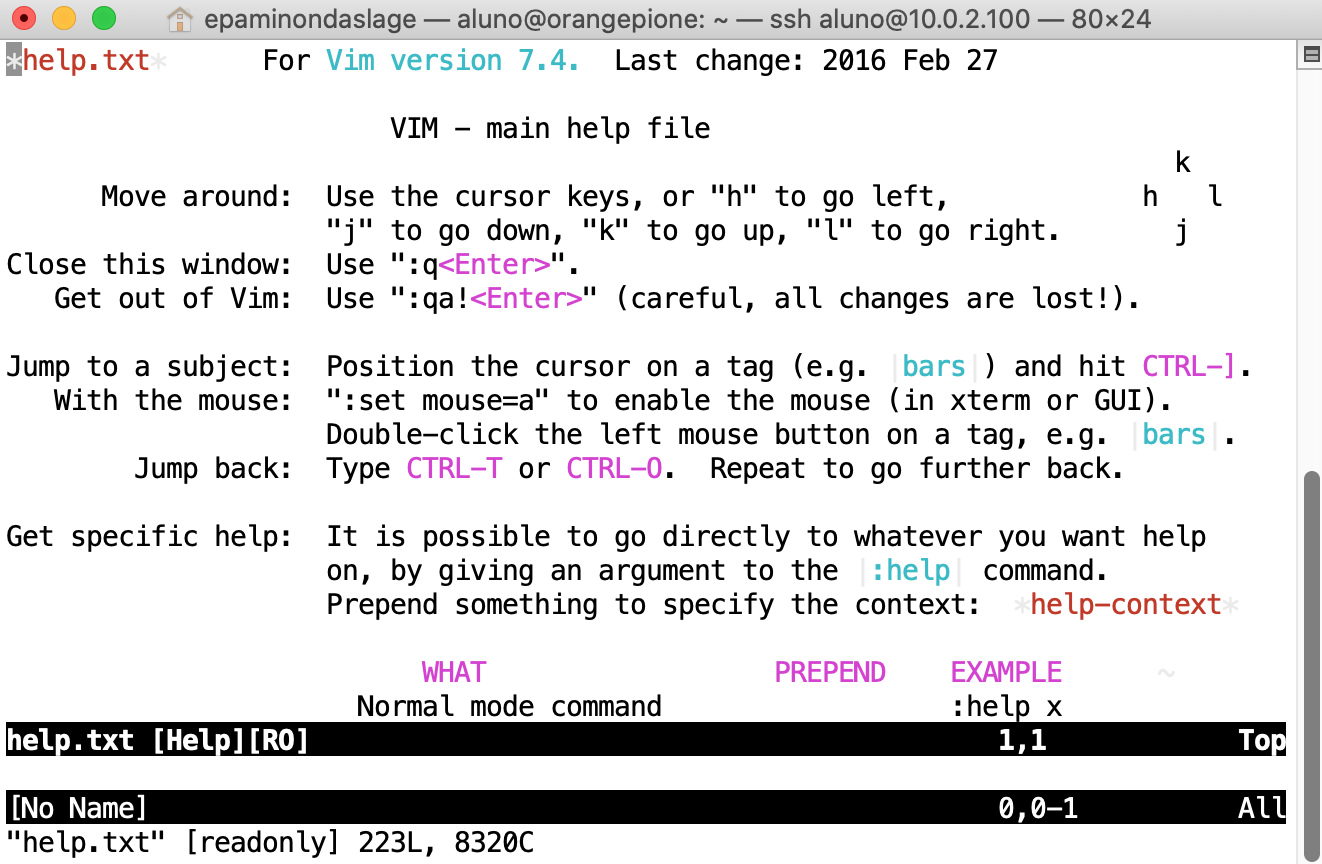 epaminondaslage — aluno@orangepione: ~ — ssh aluno@10.0.2.100 — 80×24
*help.txt*      For Vim version 7.4.  Last change: 2016 Feb 27
VIM - main help file
k
Move around:  Use the cursor keys, or "h" to go left,            h   l
"j" to go down, "k" to go up, "l" to go right.       j
Close this window:  Use ":q<Enter>".
Get out of Vim:  Use ":qa!<Enter>" (careful, all changes are lost!).
Jump to a subject:  Position the cursor on a tag (e.g. |bars|) and hit CTRL-].
With the mouse:  ":set mouse=a" to enable the mouse (in xterm or GUI).
Double-click the left mouse button on a tag, e.g. |bars|.
Jump back:  Type CTRL-T or CTRL-O.  Repeat to go further back.
Get specific help:  It is possible to go directly to whatever you want help
on, by giving an argument to the |:help| command.
Prepend something to specify the context:  *help-context*
WHAT                  PREPEND    EXAMPLE      ~
Normal mode command                  :help x
help.txt [Help][RO]                                           1,1            Top
[No Name]                                                     0,0-1          All
"help.txt" [readonly] 223L, 8320C